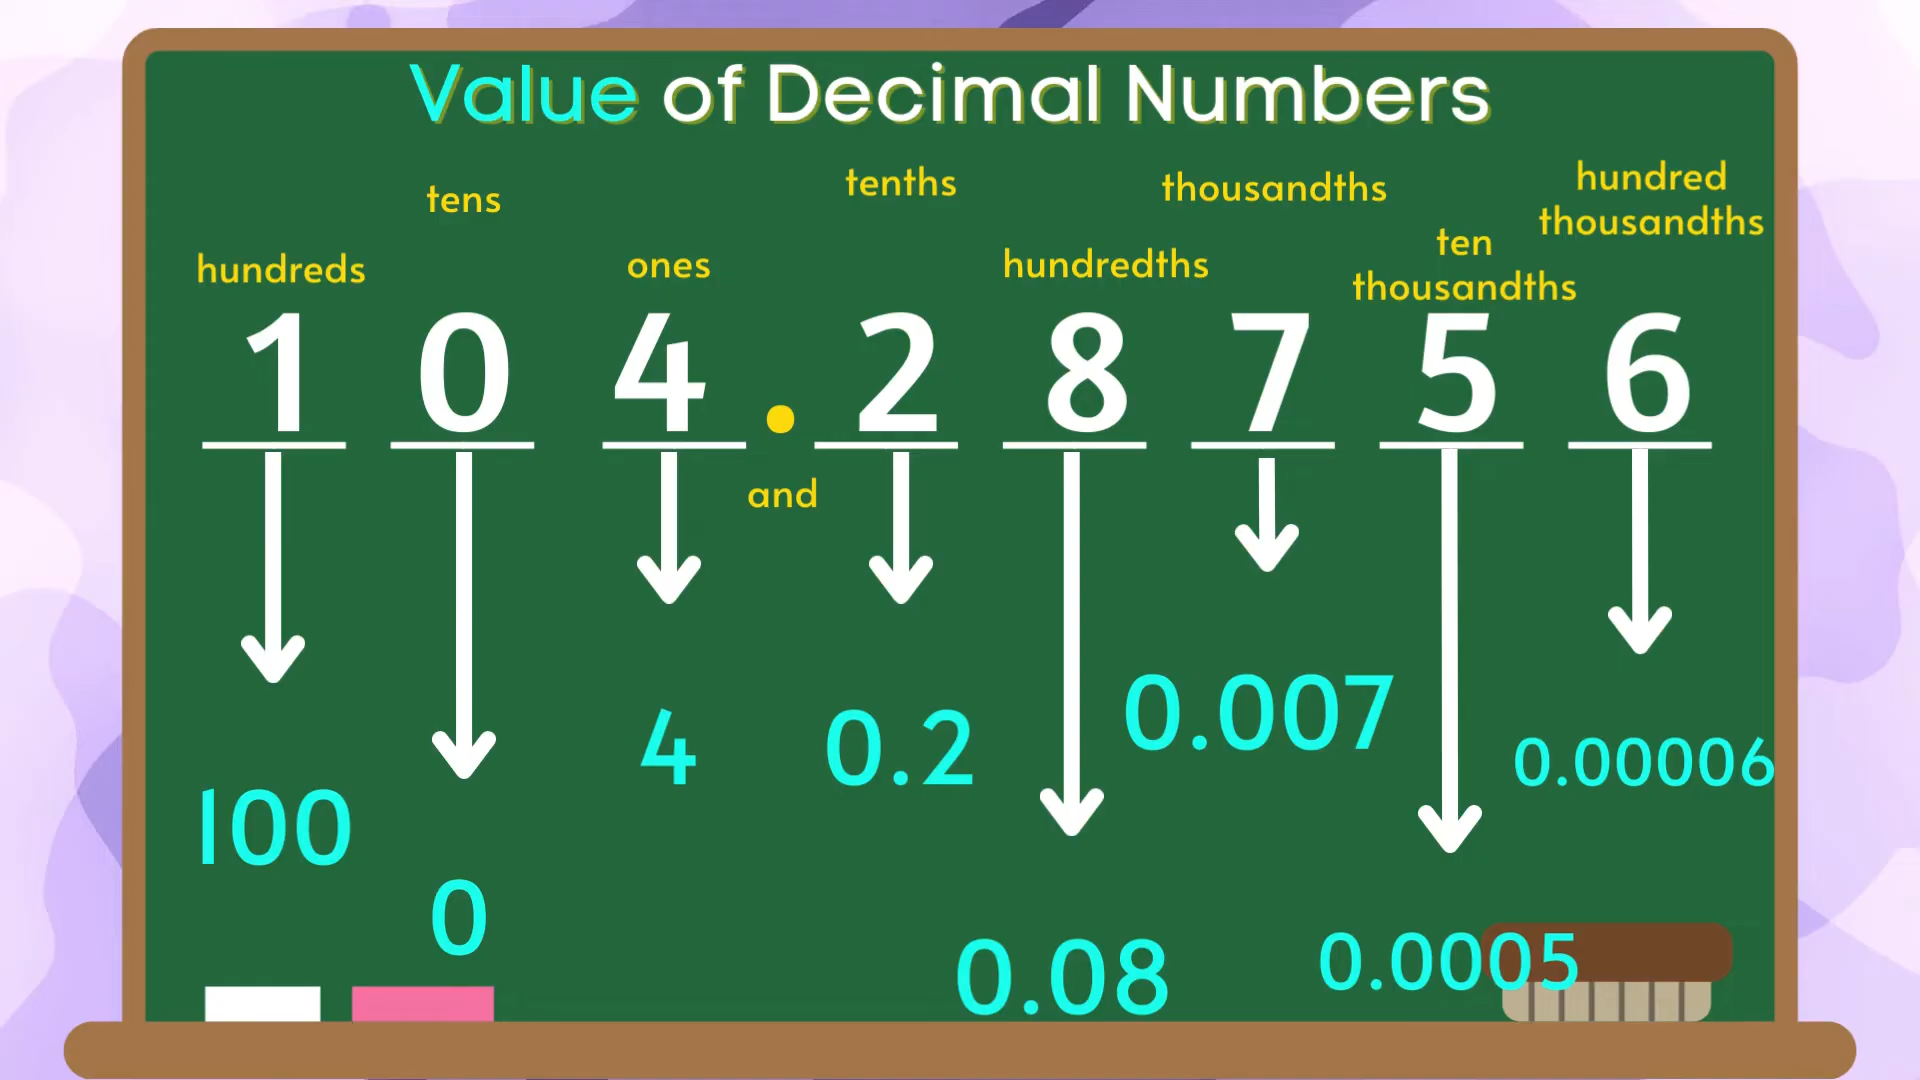 Value of Decimal Numbers
hundreds
tens
ones
tenths
hundredths
thousandths
ten
thousandths
hundred
thousandths
1 0 4 . 2 8 7 5 6
and
100
0
4
0.2
0.08
0.007
0.0005
0.00006